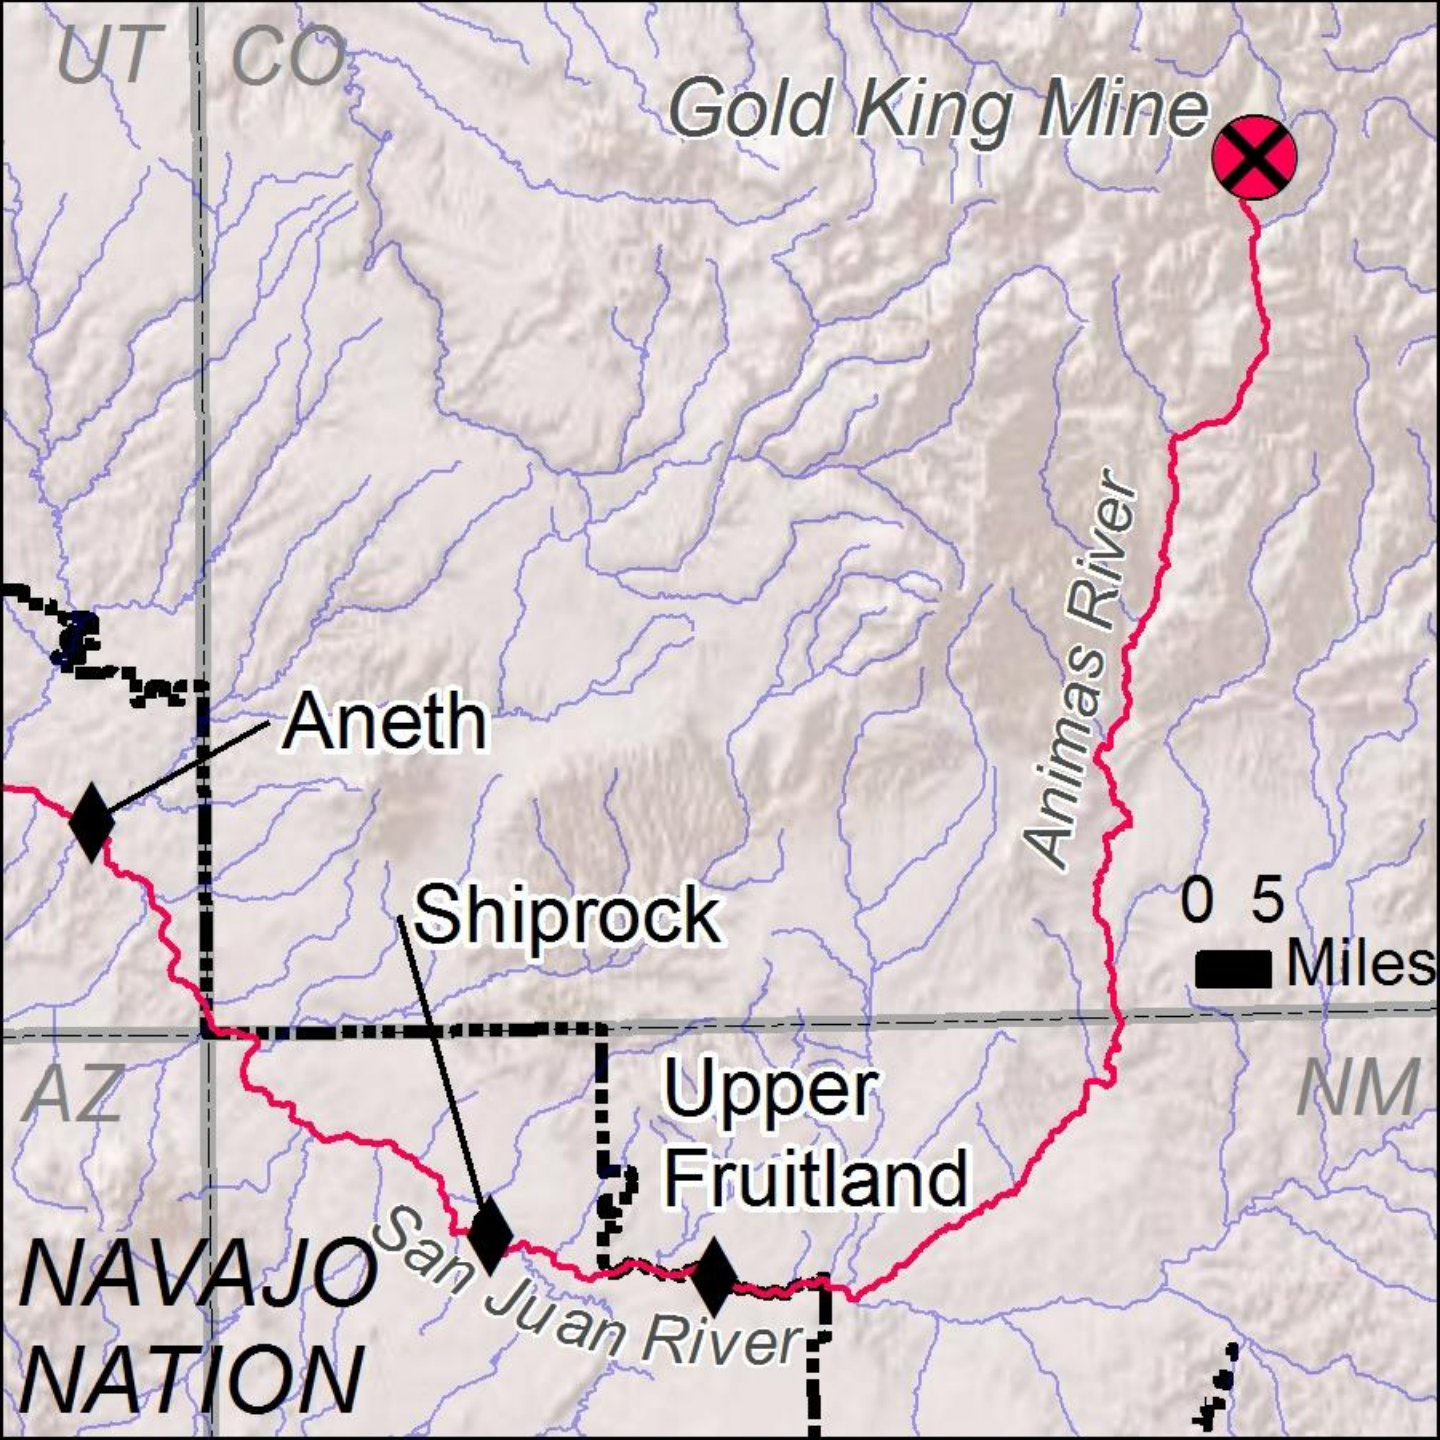 UT CO
Gold King Mine
Animas River
Aneth
Shiprock
0 5
Miles
AZ
NM
Upper
Fruitland
San Juan River
NAVAJO
NATION